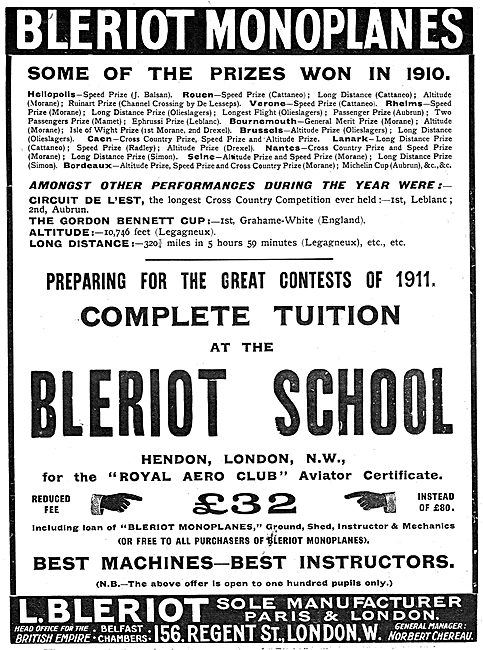 BLERIOT MONOPLANES
SOME OF THE PRIZES WON IN 1910.
Heliopolis—Speed Prize (J. Balsan). Rouen—Speed Prize (Cattaneo); Long Distance (Cattaneo); Altitude
(Morane); Ruinart Prize (Channel Crossing by De Lesseps). Verona—Speed Prize (Cattaneo). Rheims—Speed
Prize (Morane); Long Distance Prize (Olieslagers); Longest Flight (Olieslagers); Passenger Prize (Aubrun); Two
Passengers Prize (Mamet); Ephrussi Prize (Leblanc). Bournemouth—General Merit Prize (Morane); Altitude
(Morane); Isle of Wight Prize (1st Morane, 2nd Drexel). Brussels—Altitude Prize (Olieslagers); Long Distance
(Olieslagers). Caen—Cross Country Prize, Speed Prize and Altitude Prize. Lanark—Long Distance Prize
(Cattaneo); Speed Prize (Radley); Altitude Prize (Drexel). Nantes—Cross Country Prize and Speed Prize
(Morane); Long Distance Prize (Simon). Seine—Altitude Prize and Speed Prize (Morane); Long Distance Prize
(Simon). Bordeaux—Altitude Prize, Speed Prize and Cross Country Prize (Morane); Michelin Cup (Aubrun), &c., &c.
AMONGST OTHER PERFORMANCES DURING THE YEAR WERE:—
CIRCUIT DE L'EST, the longest Cross Country Competition ever held:—1st, Leblanc;
2nd, Aubrun.
THE GORDON BENNETT CUP:—1st, Grahame-White (England).
ALTITUDE:—10,746 feet (Legagneux).
LONG DISTANCE:—320¾ miles in 5 hours 59 minutes (Legagneux), etc., etc.
PREPARING FOR THE GREAT CONTESTS OF 1911.
COMPLETE TUITION
AT THE
BLERIOT SCHOOL
HENDON, LONDON, N.W.,
for the "ROYAL AERO CLUB" Aviator Certificate.
REDUCED FEE £32 INSTEAD OF £80.
Including loan of "BLERIOT MONOPLANES," Ground, Shed, Instructor & Mechanics
(OR FREE TO ALL PURCHASERS OF BLERIOT MONOPLANES).
BEST MACHINES—BEST INSTRUCTORS.
(N.B.—The above offer is open to one hundred pupils only.)
L. BLERIOT SOLE MANUFACTURER
PARIS & LONDON.
HEAD OFFICE FOR THE BRITISH EMPIRE · BELFAST CHAMBERS · 156, REGENT ST., LONDON. W. GENERAL MANAGER: NORBERT CHEREAU.